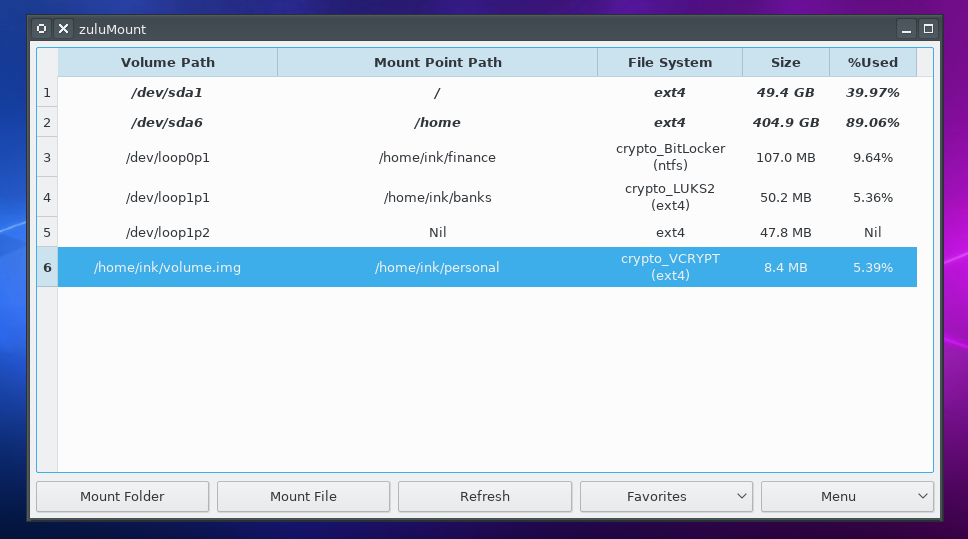 zuluMount
Volume Path Mount Point Path File System Size %Used
1 /dev/sda1 / ext4 49.4 GB 39.97%
2 /dev/sda6 /home ext4 404.9 GB 89.06%
3 /dev/loop0p1 /home/ink/finance crypto_BitLocker (ntfs) 107.0 MB 9.64%
4 /dev/loop1p1 /home/ink/banks crypto_LUKS2 (ext4) 50.2 MB 5.36%
5 /dev/loop1p2 Nil ext4 47.8 MB Nil
6 /home/ink/volume.img /home/ink/personal crypto_VCRYPT (ext4) 8.4 MB 5.39%
Mount Folder Mount File Refresh Favorites Menu